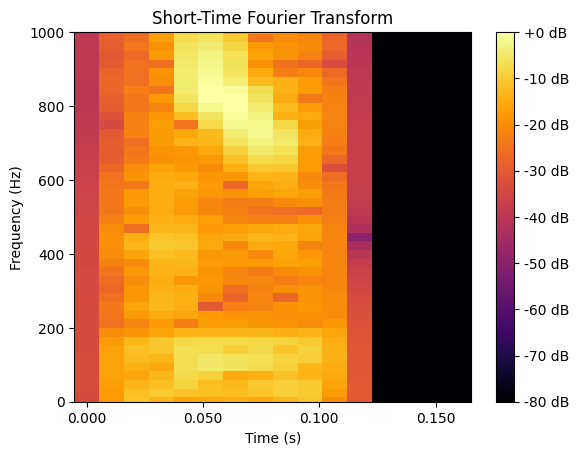 Short-Time Fourier Transform
Frequency (Hz)
1000
800
600
400
200
0
0.000
0.050
0.100
0.150
Time (s)
+0 dB
-10 dB
-20 dB
-30 dB
-40 dB
-50 dB
-60 dB
-70 dB
-80 dB